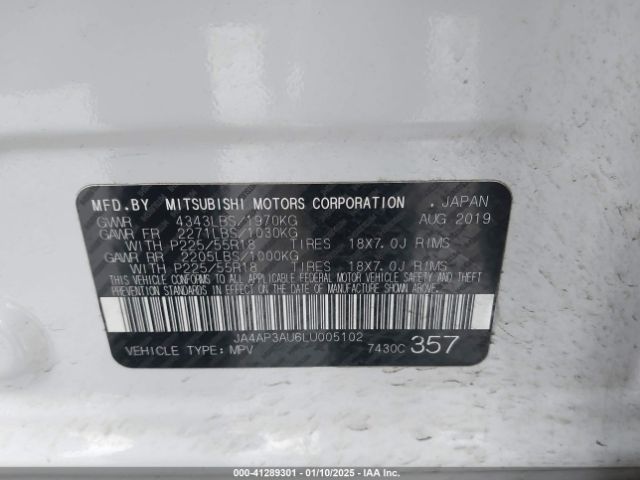 MFD.BY MITSUBISHI MOTORS CORPORATION . JAPAN
GVWR 4343LBS/1970KG AUG 2019
GAWR FR 2271LBS/1030KG
WITH P225/55R18 TIRES 18X7.0J RIMS
GAWR RR 2205LBS/1000KG
WITH P225/55R18 TIRES 18X7.0J RIMS
THIS VEHICLE CONFORMS TO ALL APPLICABLE FEDERAL MOTOR VEHICLE SAFETY AND THEFT
PREVENTION STANDARDS IN EFFECT ON THE DATE OF MANUFACTURE SHOWN ABOVE.
JA4AP3AU6LU005102
VEHICLE TYPE: MPV 7430C 357
000-41289301 - 01/10/2025 - IAA Inc.